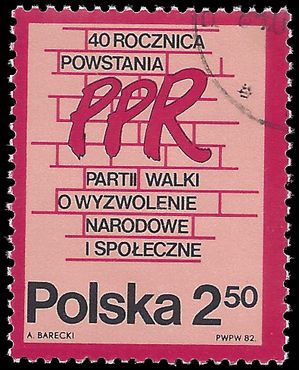 40 ROCZNICA
POWSTANIA
PPR
PARTII WALKI
O WYZWOLENIE
NARODOWE
I SPOŁECZNE
Polska 2 50
A. BARECKI
PWPW 82.